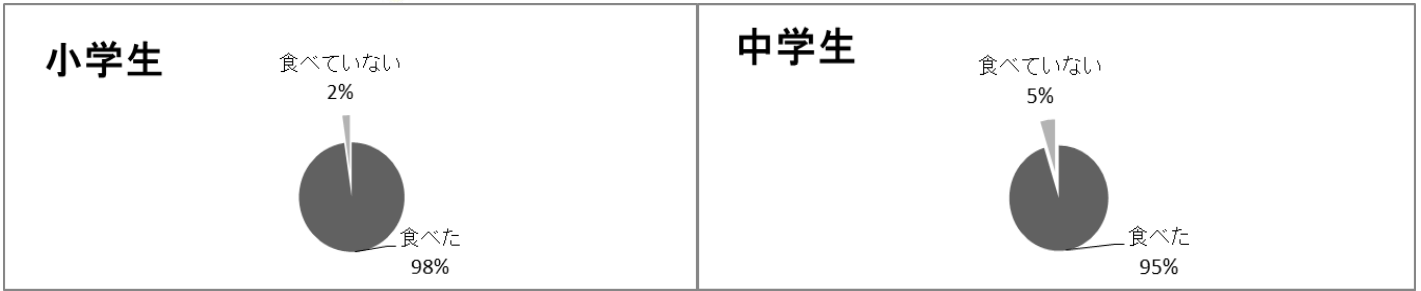 小学生
食べていない
2%
食べた
98%
中学生
食べていない
5%
食べた
95%